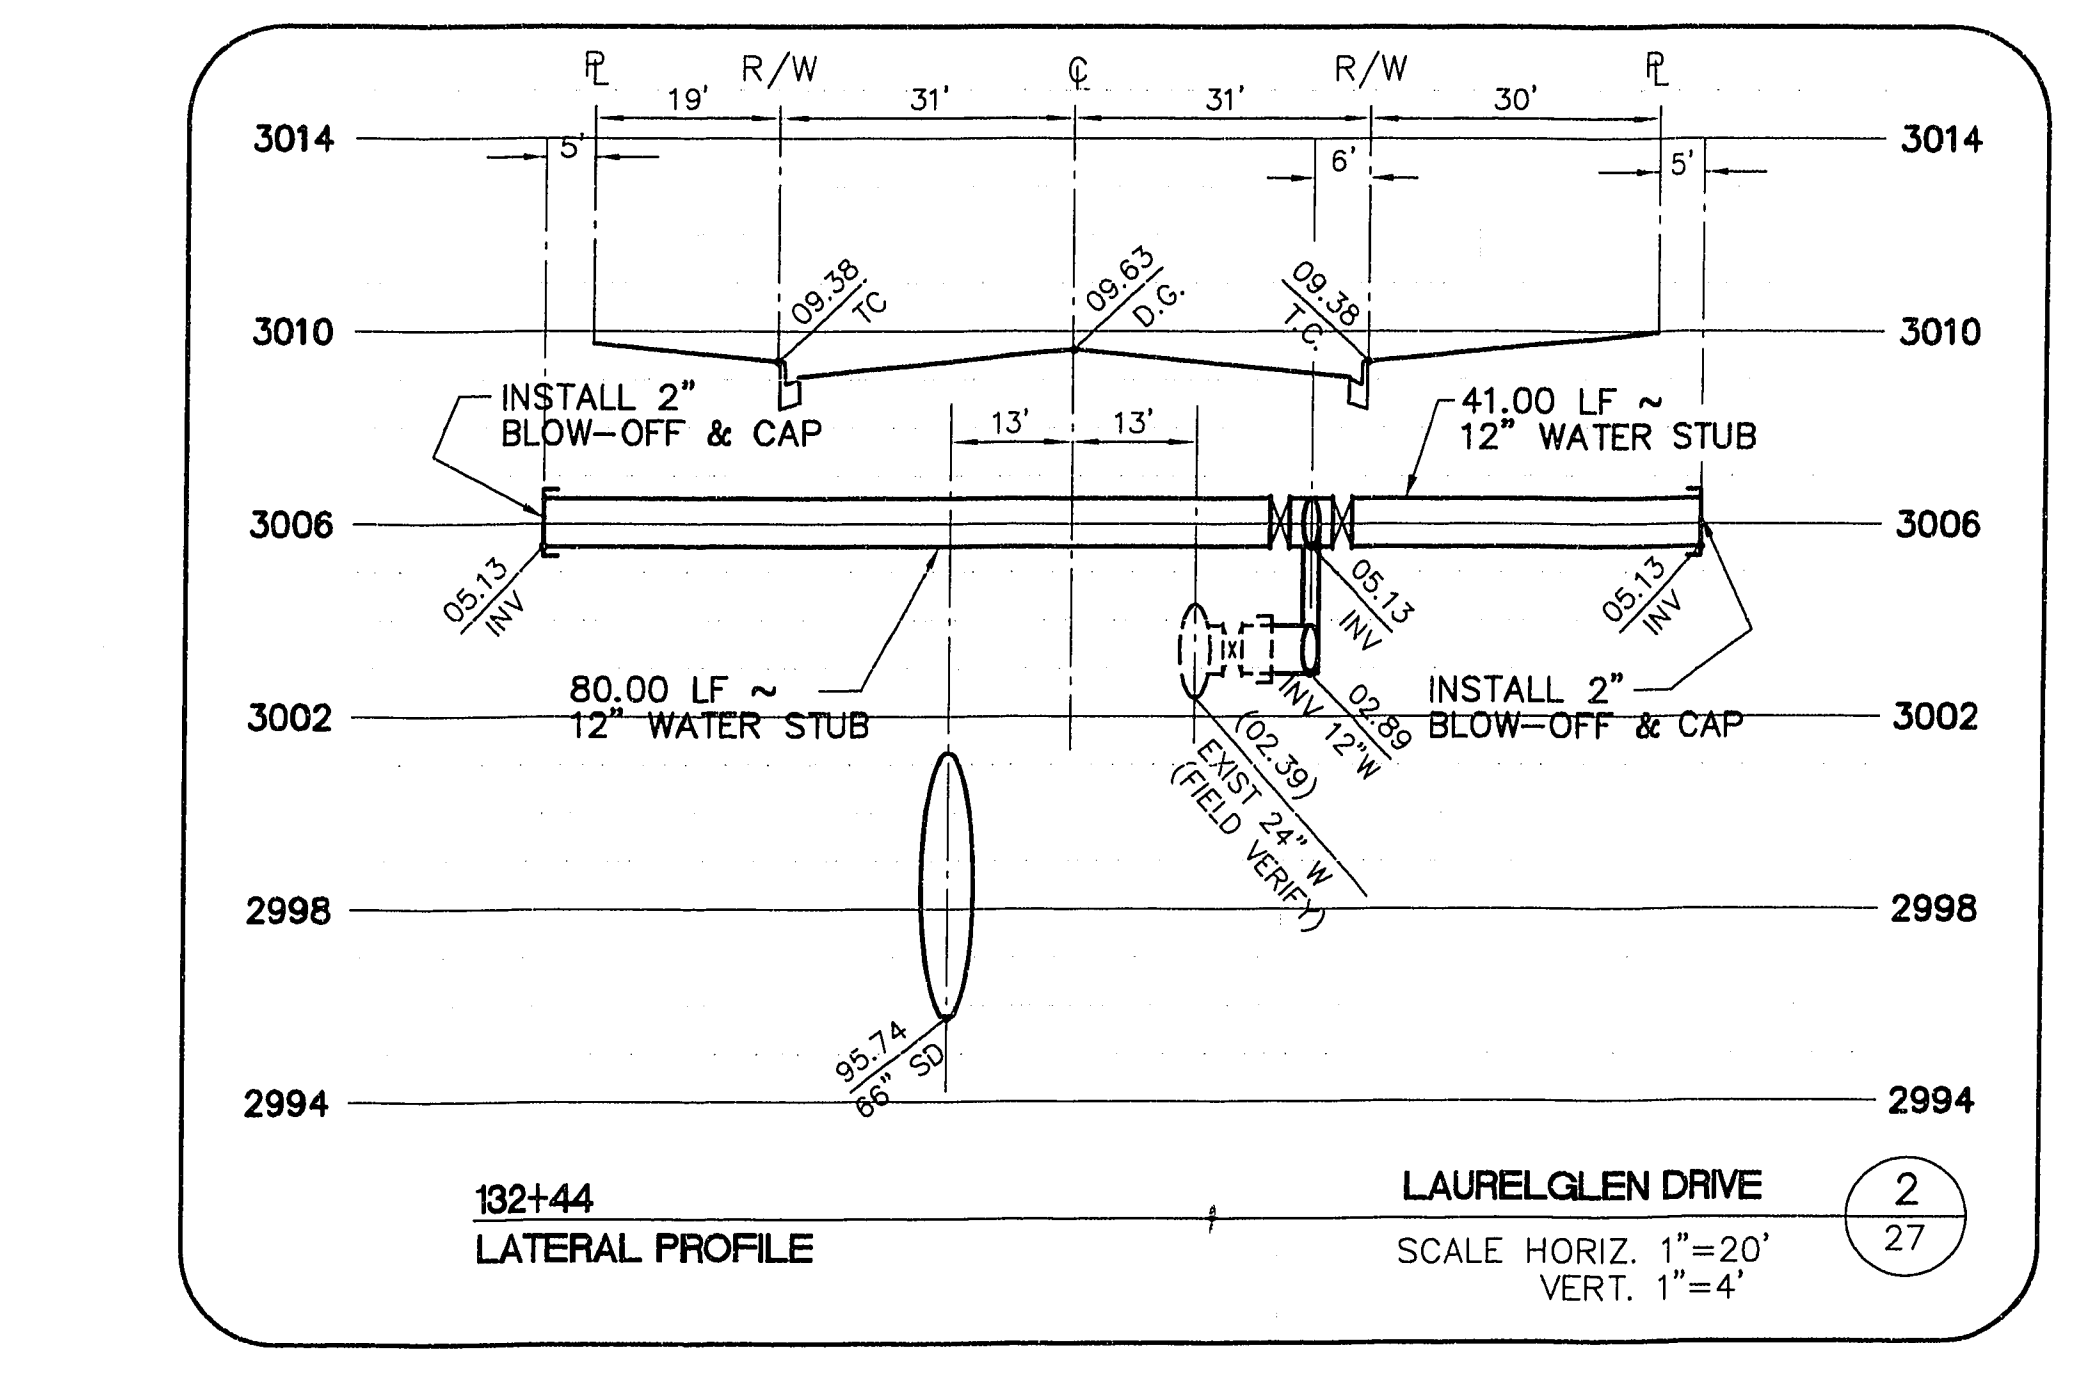 ℄ R/W ℄ R/W ℄
19' 31' 31' 30'
3014 3014
5' 6' 5'
09.38
TC
09.63
D.G.
09.38
T.C.
3010 3010
INSTALL 2"
BLOW-OFF & CAP
13' 13'
41.00 LF ~
12" WATER STUB
3006 3006
05.13
INV
05.13
INV
05.13
INV
80.00 LF ~
12" WATER STUB
INSTALL 2"
BLOW-OFF & CAP
02.89
INV 12"W
3002 3002
(02.39)
EXIST 24" W
(FIELD VERIFY)
2998 2998
95.74
66" SD
2994 2994
132+44
LATERAL PROFILE
LAURELGLEN DRIVE
SCALE HORIZ. 1"=20'
VERT. 1"=4'
2
27